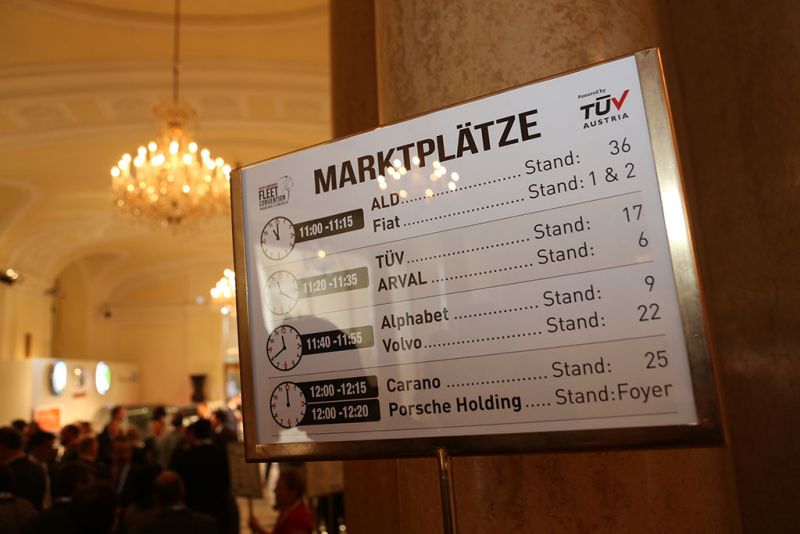 Powered by
TÜV
AUSTRIA
MARKTPLÄTZE
FLEET
CONVENTION
11:00 -11:15
ALD Stand: 36
Fiat Stand: 1 & 2
11:20 -11:35
TÜV Stand: 17
ARVAL Stand: 6
11:40 -11:55
Alphabet Stand: 9
Volvo Stand: 22
12:00 -12:15
Carano Stand: 25
12:00 -12:20
Porsche Holding Stand: Foyer